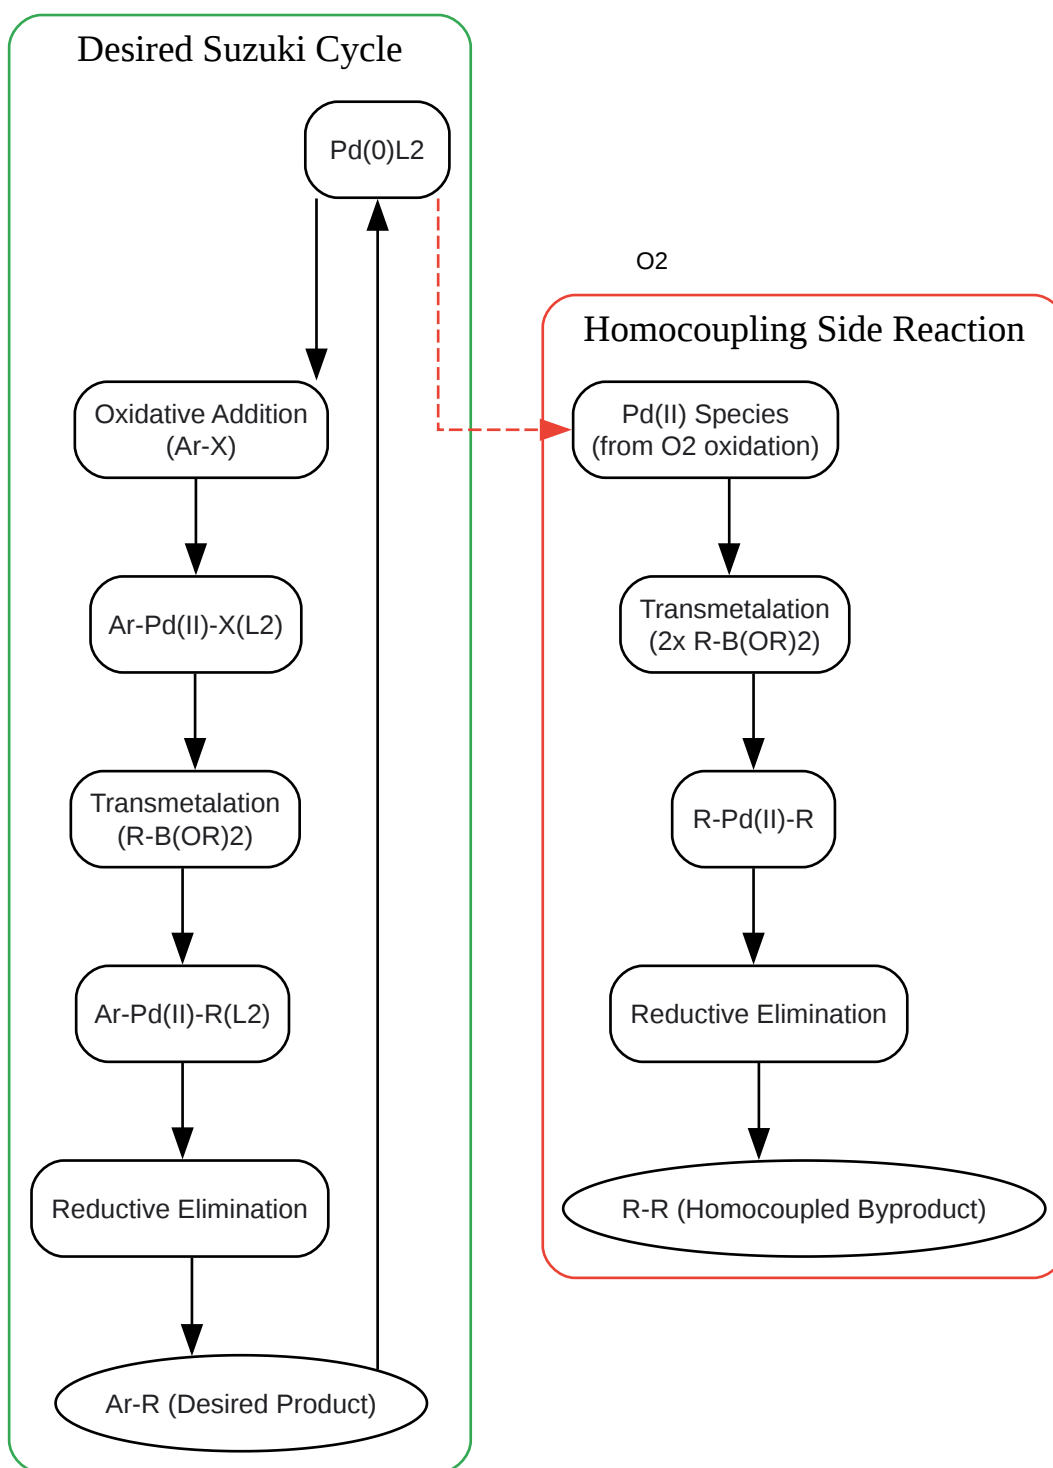 Desired Suzuki Cycle
Pd(0)L2
Oxidative Addition
(Ar-X)
Ar-Pd(II)-X(L2)
Transmetalation
(R-B(OR)2)
Ar-Pd(II)-R(L2)
Reductive Elimination
Ar-R (Desired Product)
O2
Homocoupling Side Reaction
Pd(II) Species
(from O2 oxidation)
Transmetalation
(2x R-B(OR)2)
R-Pd(II)-R
Reductive Elimination
R-R (Homocoupled Byproduct)